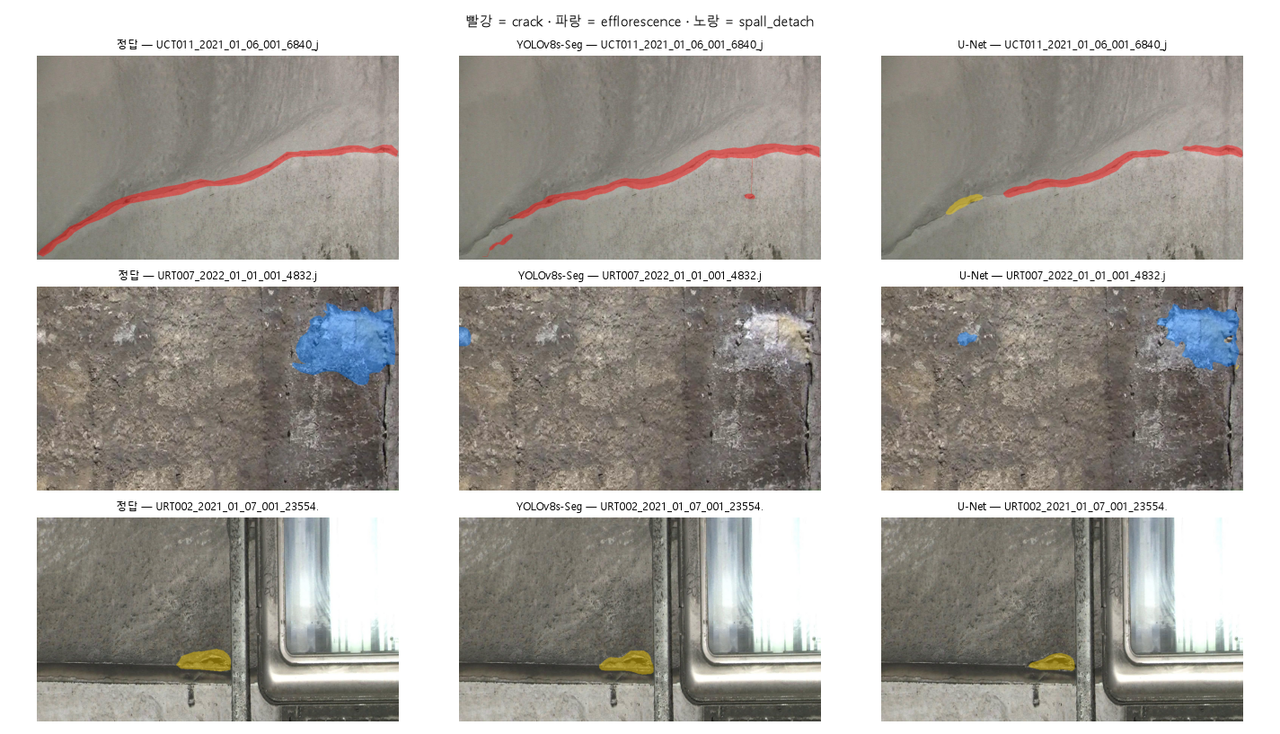 빨강 = crack · 파랑 = efflorescence · 노랑 = spall_detach
정답 — UCT011_2021_01_06_001_6840_j
YOLOv8s-Seg — UCT011_2021_01_06_001_6840_j
U-Net — UCT011_2021_01_06_001_6840_j
정답 — URT007_2022_01_01_001_4832.j
YOLOv8s-Seg — URT007_2022_01_01_001_4832.j
U-Net — URT007_2022_01_01_001_4832.j
정답 — URT002_2021_01_07_001_23554.
YOLOv8s-Seg — URT002_2021_01_07_001_23554.
U-Net — URT002_2021_01_07_001_23554.